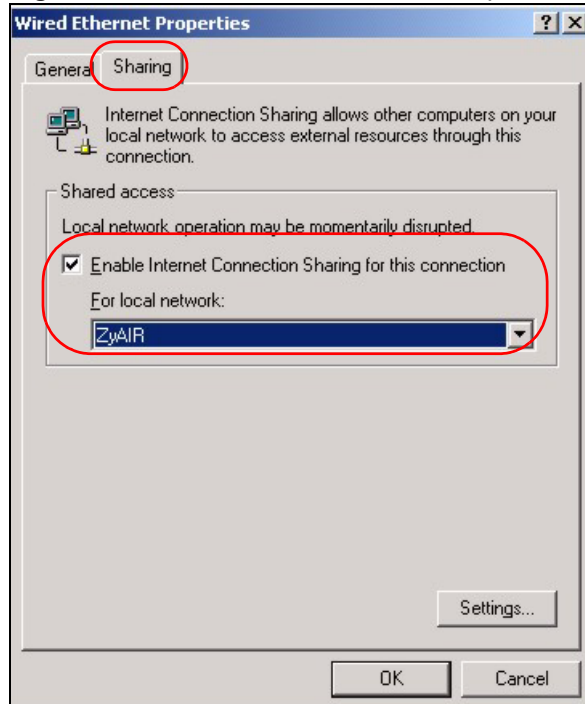 Wired Ethernet Properties
? X
General Sharing
Internet Connection Sharing allows other computers on your
local network to access external resources through this
connection.
Shared access
Local network operation may be momentarily disrupted.
Enable Internet Connection Sharing for this connection
For local network:
ZyAIR
Settings...
OK Cancel